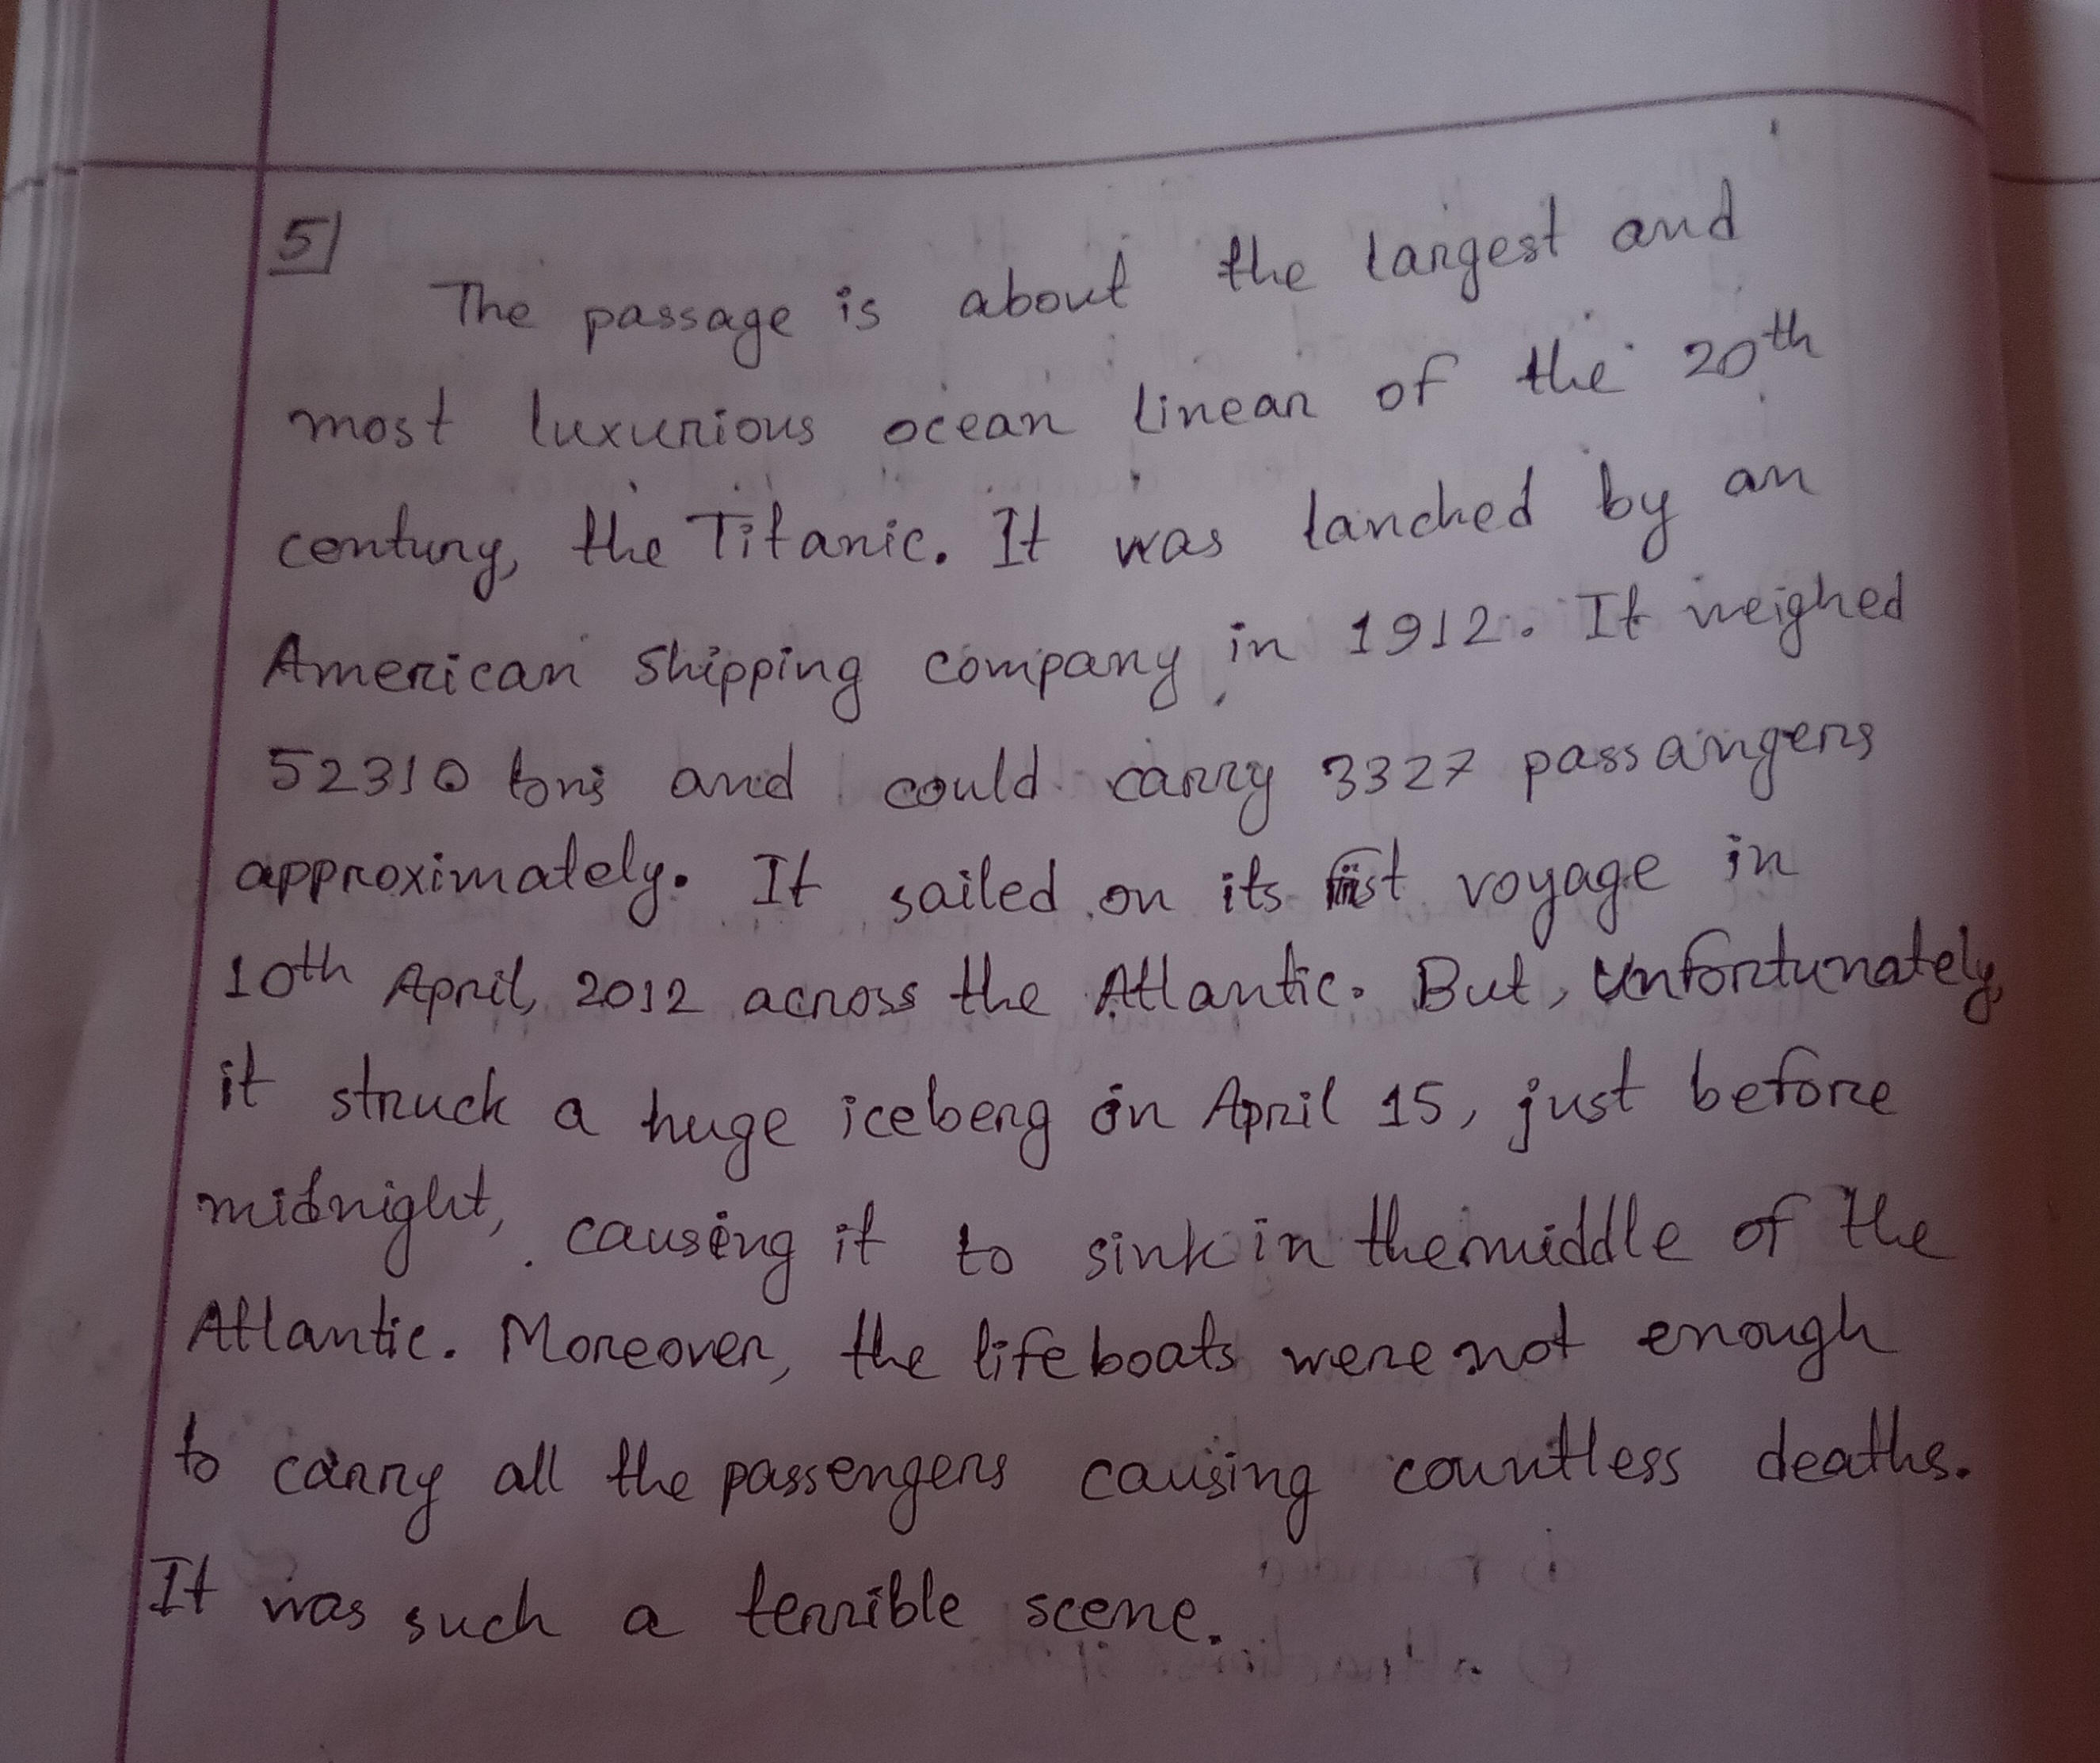 5)
The passage is about the largest and
most luxurious ocean linear of the 20th
century, the Titanic. It was lanched by an
American shipping company in 1912. It weighed
52310 tons and could carry 3327 passangers
approximately. It sailed on its fist voyage in
10th April, 2012 across the Atlantic. But, unfortunately,
it struck a huge iceberg on April 15, just before
midnight, causing it to sink in the middle of the
Atlantic. Moreover, the lifeboats were not enough
to carry all the passengers causing countless deaths.
It was such a terrible scene.